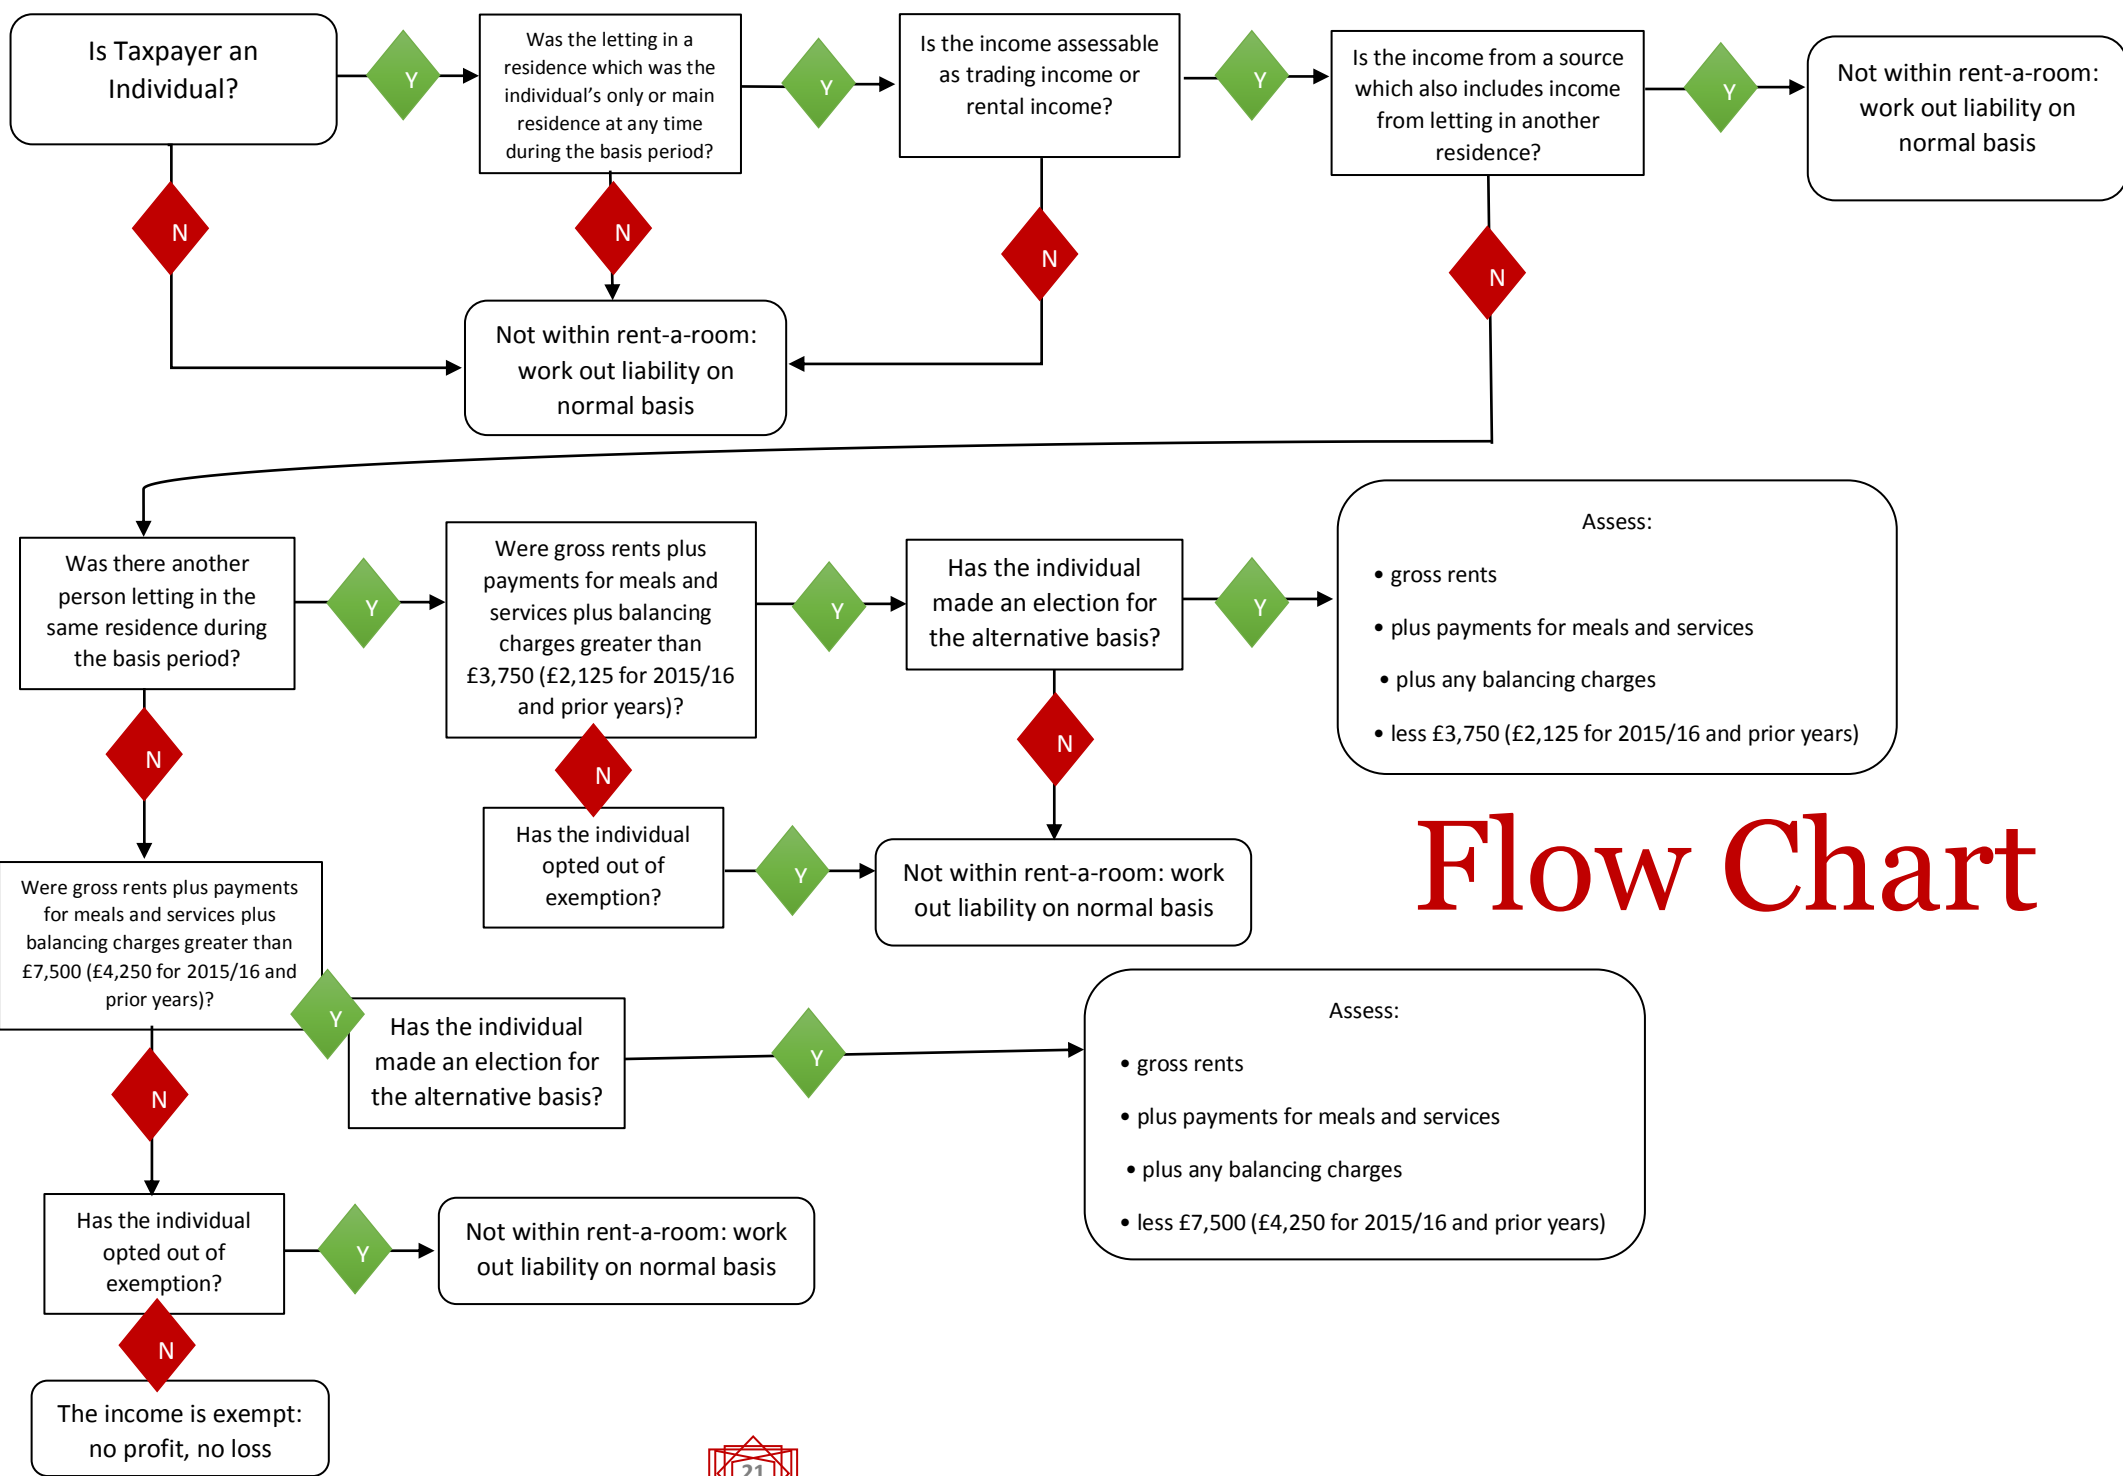 Is Taxpayer an
Individual?
Y
Was the letting in a
residence which was the
individual's only or main
residence at any time
during the basis period?
Y
Is the income assessable
as trading income or
rental income?
Y
Is the income from a source
which also includes income
from letting in another
residence?
Y
Not within rent-a-room:
work out liability on
normal basis
N
N
N
N
Not within rent-a-room:
work out liability on
normal basis
Was there another
person letting in the
same residence during
the basis period?
Y
Were gross rents plus
payments for meals and
services plus balancing
charges greater than
£3,750 (£2,125 for 2015/16
and prior years)?
Y
Has the individual
made an election for
the alternative basis?
Y
Assess:
• gross rents
• plus payments for meals and services
• plus any balancing charges
• less £3,750 (£2,125 for 2015/16 and prior years)
N
N
N
Has the individual
opted out of
exemption?
Y
Not within rent-a-room: work
out liability on normal basis
Flow Chart
Were gross rents plus payments
for meals and services plus
balancing charges greater than
£7,500 (£4,250 for 2015/16 and
prior years)?
Y
Has the individual
made an election for
the alternative basis?
Y
Assess:
• gross rents
• plus payments for meals and services
• plus any balancing charges
• less £7,500 (£4,250 for 2015/16 and prior years)
N
Has the individual
opted out of
exemption?
Y
Not within rent-a-room: work
out liability on normal basis
N
The income is exempt:
no profit, no loss
21